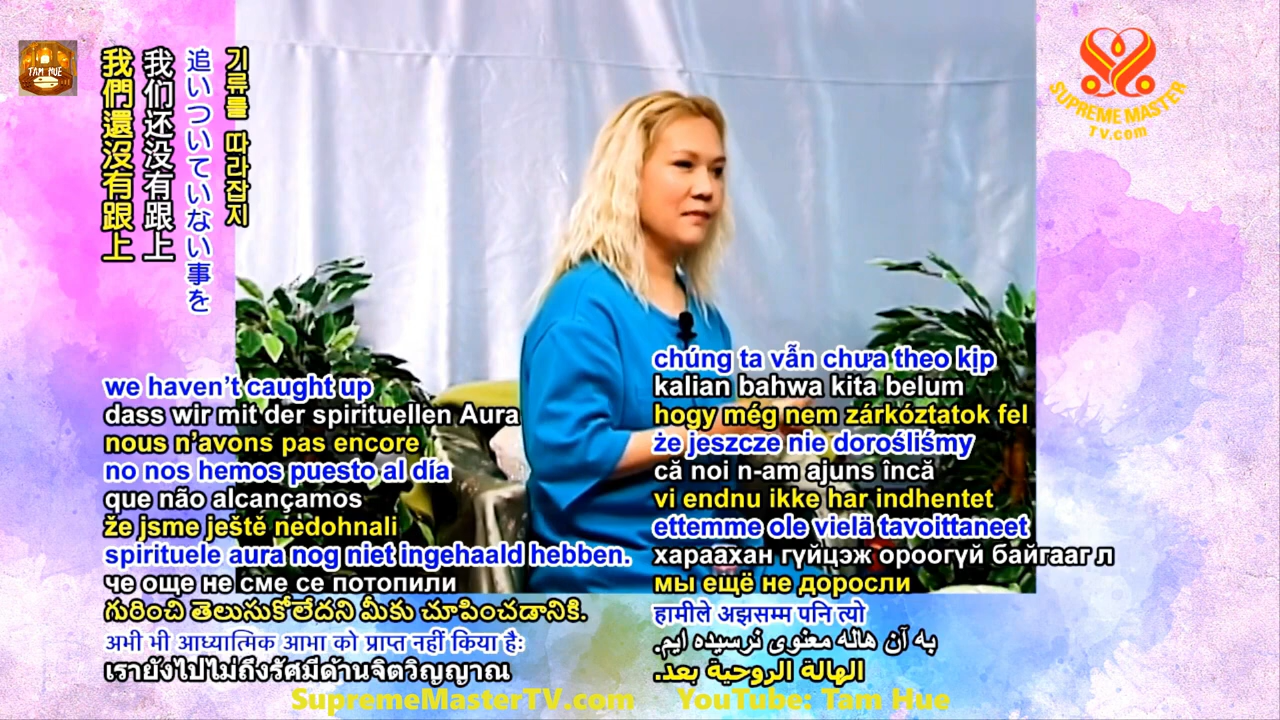 TAM HUE
我們還沒有跟上
我们还没有跟上
追いついていない事を
기류를 따라잡지
SUPREME MASTER
TV.com
we haven’t caught up
dass wir mit der spirituellen Aura
nous n’avons pas encore
no nos hemos puesto al día
que não alcançamos
že jsme ještě nedohnali
spirituele aura nog niet ingehaald hebben.
че още не сме се потопили
గురించి తెలుసుకోలేదని మీకు చూపించడానికి.
अभी भी आध्यात्मिक आभा को प्राप्त नहीं किया है:
เรายังไปไม่ถึงรัศมีด้านจิตวิญญาณ
chúng ta vẫn chưa theo kịp
kalian bahwa kita belum
hogy még nem zárkóztatok fel
że jeszcze nie dorośliśmy
că noi n-am ajuns încă
vi endnu ikke har indhentet
ettemme ole vielä tavoittaneet
хараахан гүйцэж ороогүй байгааг л
мы ещё не доросли
हामीले अझसम्म पनि त्यो
به آن هاله معنوی نرسیده ایم.
الهالة الروحية بعد.
SupremeMasterTV.com YouTube: Tam Hue